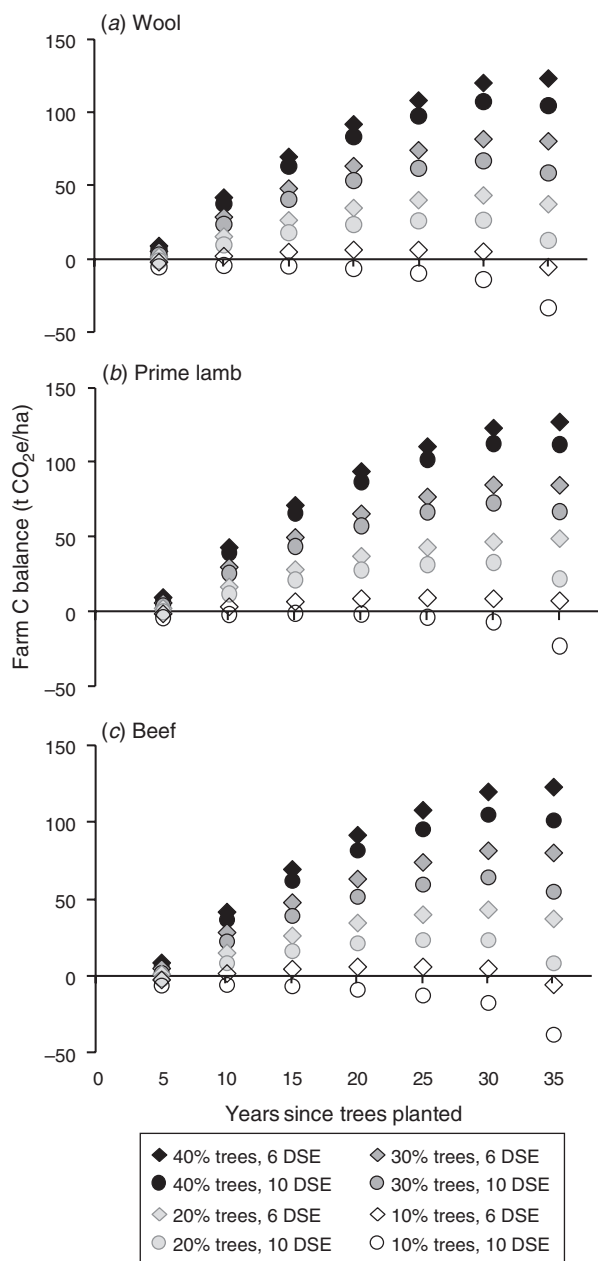 (a) Wool
150
100
50
0
–50
(b) Prime lamb
150
100
50
0
–50
Farm C balance (t CO₂e/ha)
(c) Beef
150
100
50
0
–50
0 5 10 15 20 25 30 35
Years since trees planted
40% trees, 6 DSE
30% trees, 6 DSE
40% trees, 10 DSE
30% trees, 10 DSE
20% trees, 6 DSE
10% trees, 6 DSE
20% trees, 10 DSE
10% trees, 10 DSE